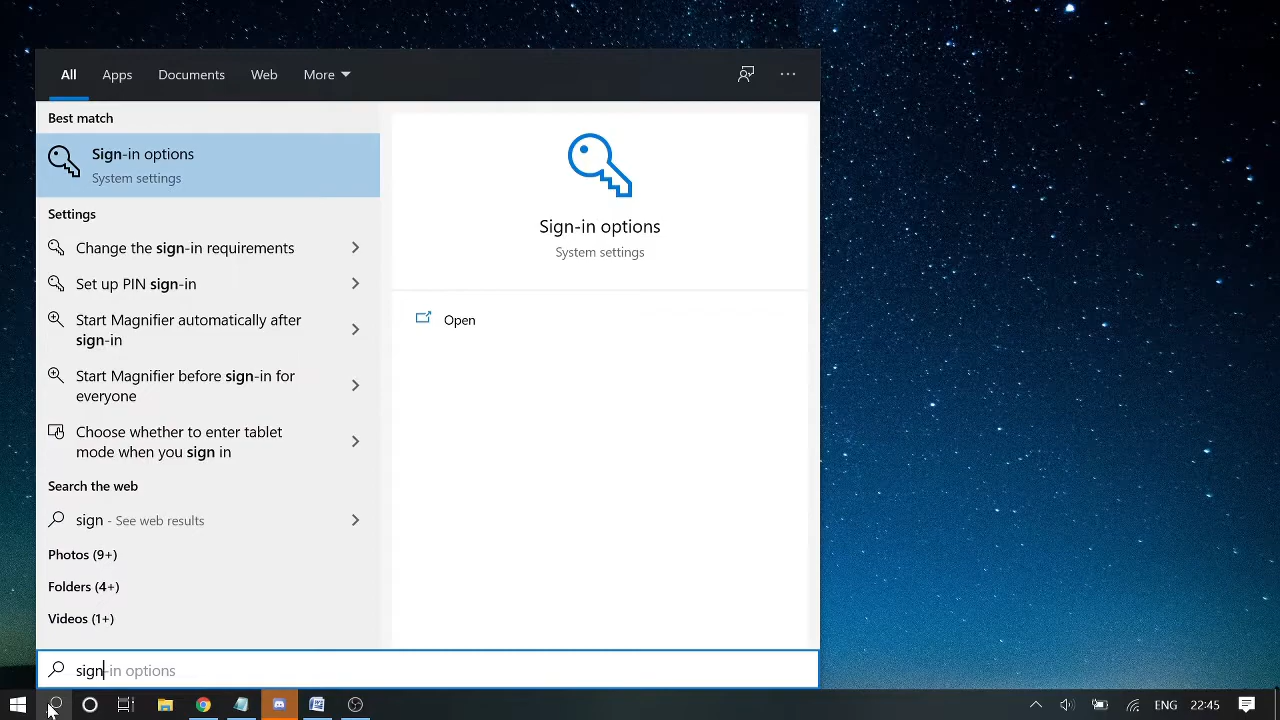 All Apps Documents Web More
Best match
Sign-in options
System settings
Settings
Change the sign-in requirements
Set up PIN sign-in
Start Magnifier automatically after
sign-in
Start Magnifier before sign-in for
everyone
Choose whether to enter tablet
mode when you sign in
Search the web
sign - See web results
Photos (9+)
Folders (4+)
Videos (1+)
Sign-in options
System settings
Open
sign-in options
ENG 22:45